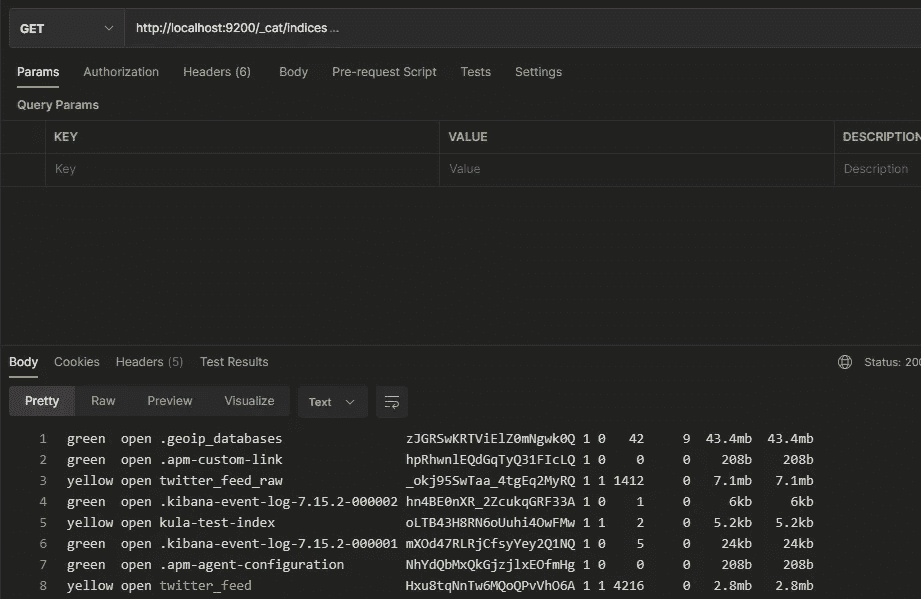 GET http://localhost:9200/_cat/indices ...
Params Authorization Headers (6) Body Pre-request Script Tests Settings
Query Params
KEY VALUE DESCRIPTION
Key Value Description
Body Cookies Headers (5) Test Results Status: 200
Pretty Raw Preview Visualize Text
1 green open .geoip_databases zJGRSwKRTViElZ0mNgwk0Q 1 0 42 9 43.4mb 43.4mb
2 green open .apm-custom-link hpRhwnlEQdGqTyQ31FIcLQ 1 0 0 0 208b 208b
3 yellow open twitter_feed_raw _okj95SwTaa_4tgEq2MyRQ 1 1 1412 0 7.1mb 7.1mb
4 green open .kibana-event-log-7.15.2-000002 hn4BE0nXR_2ZcukqGRF33A 1 0 1 0 6kb 6kb
5 yellow open kula-test-index oLTB43H8RN6oUuhi4OwFMw 1 1 2 0 5.2kb 5.2kb
6 green open .kibana-event-log-7.15.2-000001 mXOd47RLRjCfsyYey2Q1NQ 1 0 5 0 24kb 24kb
7 green open .apm-agent-configuration NhYdQbMxQkGjzjlxEOfmHg 1 0 0 0 208b 208b
8 yellow open twitter_feed Hxu8tqNnTw6MQoQPvVhO6A 1 1 4216 0 2.8mb 2.8mb